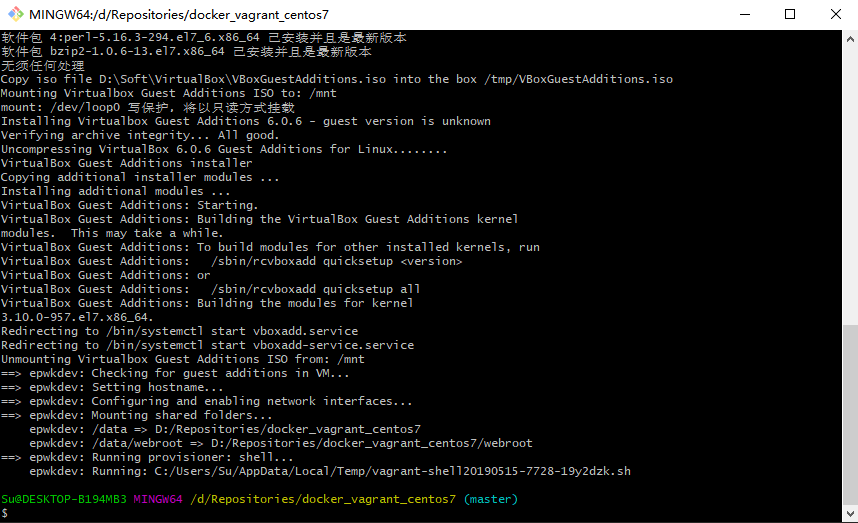 MINGW64:/d/Repositories/docker_vagrant_centos7
软件包 4:perl-5.16.3-294.el7_6.x86_64 已安装并且是最新版本
软件包 bzip2-1.0.6-13.el7.x86_64 已安装并且是最新版本
无须任何处理
Copy iso file D:\Soft\VirtualBox\VBoxGuestAdditions.iso into the box /tmp/VBoxGuestAdditions.iso
Mounting Virtualbox Guest Additions ISO to: /mnt
mount: /dev/loop0 写保护，将以只读方式挂载
Installing Virtualbox Guest Additions 6.0.6 - guest version is unknown
Verifying archive integrity... All good.
Uncompressing VirtualBox 6.0.6 Guest Additions for Linux........
VirtualBox Guest Additions installer
Copying additional installer modules ...
Installing additional modules ...
VirtualBox Guest Additions: Starting.
VirtualBox Guest Additions: Building the VirtualBox Guest Additions kernel
modules.  This may take a while.
VirtualBox Guest Additions: To build modules for other installed kernels, run
VirtualBox Guest Additions:   /sbin/rcvboxadd quicksetup <version>
VirtualBox Guest Additions: or
VirtualBox Guest Additions:   /sbin/rcvboxadd quicksetup all
VirtualBox Guest Additions: Building the modules for kernel
3.10.0-957.el7.x86_64.
Redirecting to /bin/systemctl start vboxadd.service
Redirecting to /bin/systemctl start vboxadd-service.service
Unmounting Virtualbox Guest Additions ISO from: /mnt
==> epwkdev: Checking for guest additions in VM...
==> epwkdev: Setting hostname...
==> epwkdev: Configuring and enabling network interfaces...
==> epwkdev: Mounting shared folders...
    epwkdev: /data => D:/Repositories/docker_vagrant_centos7
    epwkdev: /data/webroot => D:/Repositories/docker_vagrant_centos7/webroot
==> epwkdev: Running provisioner: shell...
    epwkdev: Running: C:/Users/Su/AppData/Local/Temp/vagrant-shell20190515-7728-19y2dzk.sh
Su@DESKTOP-B194MB3 MINGW64 /d/Repositories/docker_vagrant_centos7 (master)
$